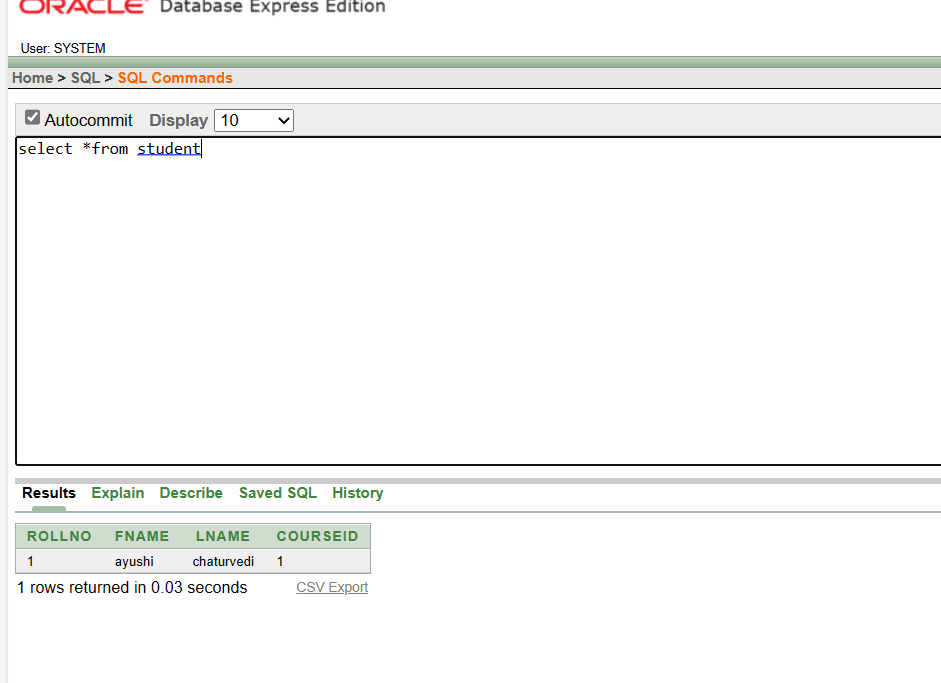 ORACLE Database Express Edition
User: SYSTEM
Home > SQL > SQL Commands
Autocommit Display 10
select *from student
Results Explain Describe Saved SQL History
ROLLNO FNAME LNAME COURSEID
1 ayushi chaturvedi 1
1 rows returned in 0.03 seconds CSV Export